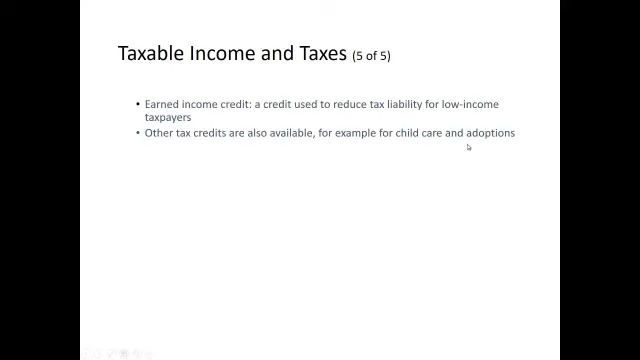 Taxable Income and Taxes (5 of 5)
• Earned income credit: a credit used to reduce tax liability for low-income
taxpayers
• Other tax credits are also available, for example for child care and adoptions